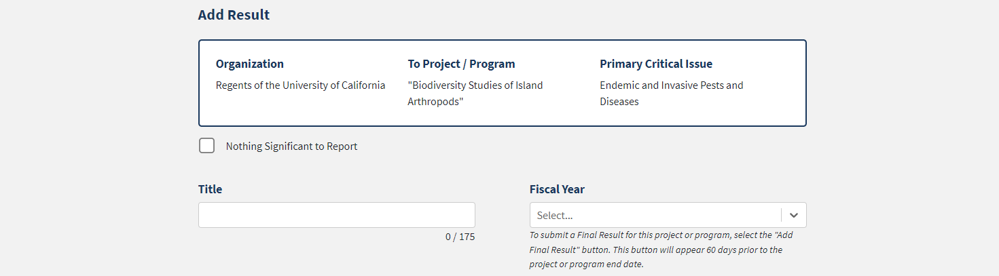 Add Result
Organization
Regents of the University of California
To Project / Program
"Biodiversity Studies of Island
Arthropods"
Primary Critical Issue
Endemic and Invasive Pests and
Diseases
Nothing Significant to Report
Title
0 / 175
Fiscal Year
Select...
To submit a Final Result for this project or program, select the "Add
Final Result" button. This button will appear 60 days prior to the
project or program end date.